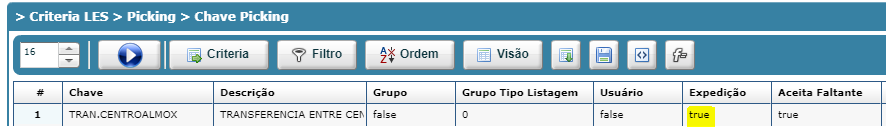 > Criteria LES > Picking > Chave Picking
16 Criteria Filtro Ordem Visão
# Chave Descrição Grupo Grupo Tipo Listagem Usuário Expedição Aceita Faltante
1 TRAN.CENTROALMOX TRANSFERENCIA ENTRE CEN false 0 false true true